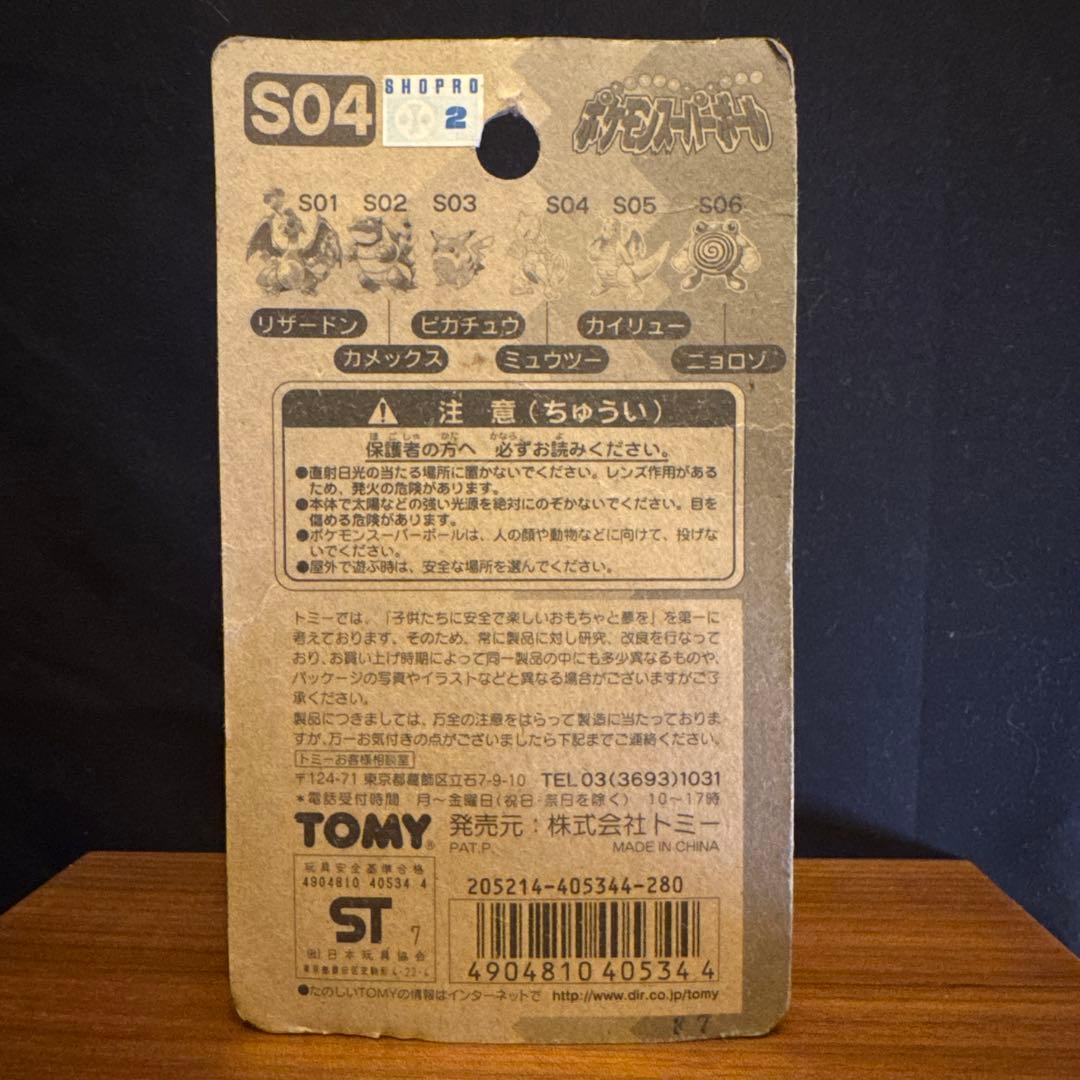 S04
SHOPRO
2
ポケモンスーパーボール
S01 S02 S03 S04 S05 S06
リザードン ピカチュウ カイリュー
カメックス ミュウツー ニョロゾ
注 意(ちゅうい)
ほごしゃ かた かなら よ
保護者の方へ 必ずお読みください。
●直射日光の当たる場所に置かないでください。レンズ作用がある
ため、発火の危険があります。
●本体で太陽などの強い光源を絶対にのぞかないでください。目を
傷める危険があります。
●ポケモンスーパーボールは、人の顔や動物などに向けて、投げな
いでください。
●屋外で遊ぶ時は、安全な場所を選んでください。
トミーでは、「子供たちに安全で楽しいおもちゃと夢を」を第一に
考えております。そのため、常に製品に対し研究、改良を行なって
おり、お買い上げ時期によって同一製品の中にも多少異なるものや、
パッケージの写真やイラストなどと異なる場合がございますがご了
承ください。
製品につきましては、万全の注意をはらって製造に当たっておりま
すが、万一お気付きの点がございましたら下記までご連絡ください。
トミーお客様相談室
〒124-71 東京都葛飾区立石7-9-10 TEL 03(3693)1031
*電話受付時間 月〜金曜日(祝日・祭日を除く) 10〜17時
TOMY® 発売元:株式会社トミー
PAT.P. MADE IN CHINA
玩具安全基準合格
4904810 40534 4
ST 7
(社)日本玩具協会
東京都墨田区東駒形4-22-4
205214-405344-280
4904810 40534 4
●たのしいTOMYの情報はインターネットで http://www.dir.co.jp/tomy